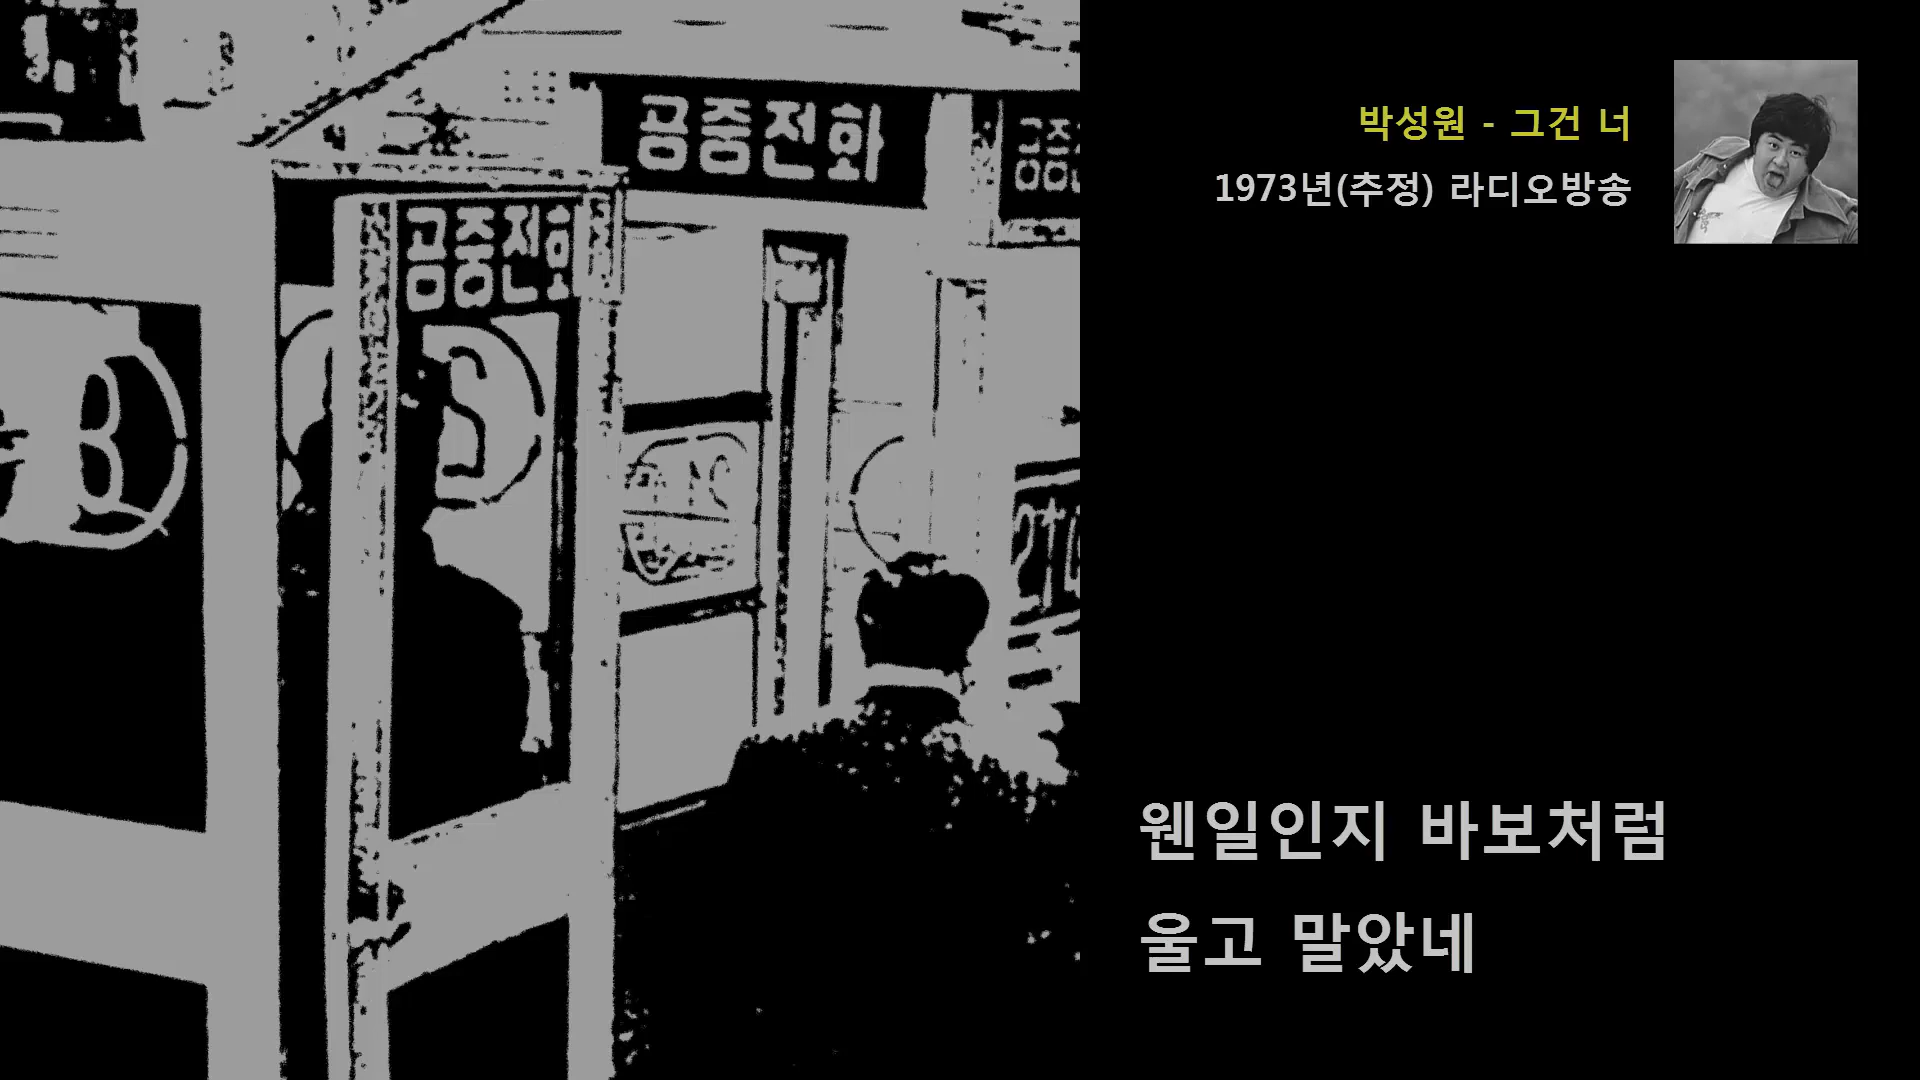 공중전화
공중전화
박성원 - 그건 너
1973년(추정) 라디오방송
웬일인지 바보처럼
울고 말았네